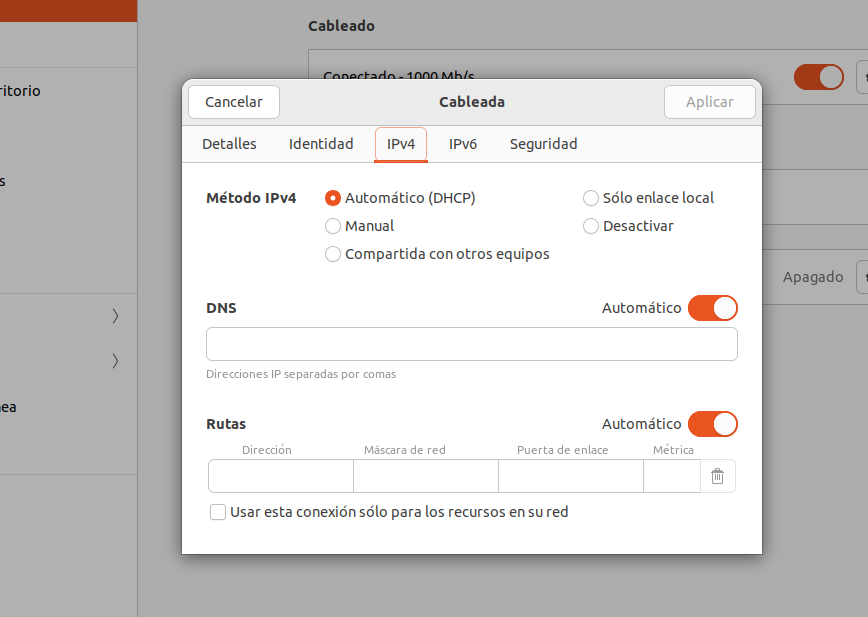 Cableado
Conectado - 1000 Mb/s
ritorio
Cancelar
Cableada
Aplicar
Detalles
Identidad
IPv4
IPv6
Seguridad
s
Método IPv4
Automático (DHCP)
Sólo enlace local
Manual
Desactivar
Compartida con otros equipos
Apagado
DNS
Automático
Direcciones IP separadas por comas
ea
Rutas
Automático
Dirección
Máscara de red
Puerta de enlace
Métrica
Usar esta conexión sólo para los recursos en su red